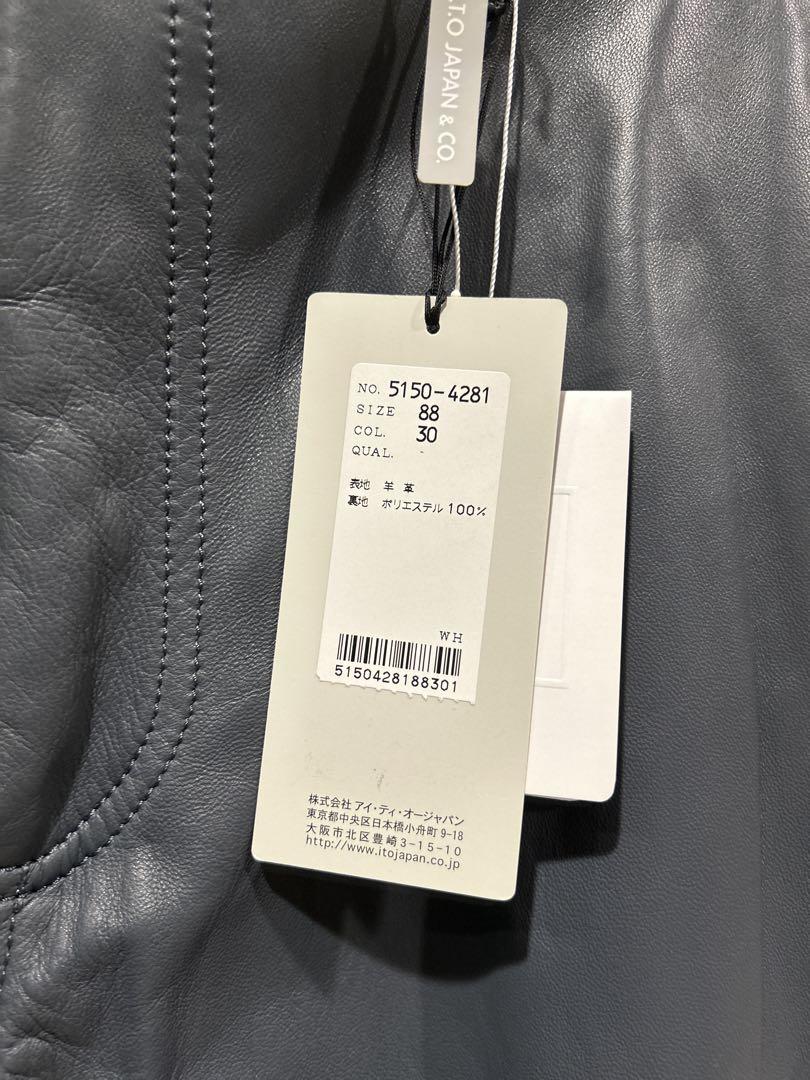 .T.O JAPAN & CO.
NO. 5150-4281
SIZE 88
COL. 30
QUAL. -
表地 羊革
裏地 ポリエステル 100%
WH
5150428188301
株式会社 アイ・ティ・オージャパン
東京都中央区日本橋小舟町9-18
大阪市北区豊崎3-15-10
http://www.itojapan.co.jp